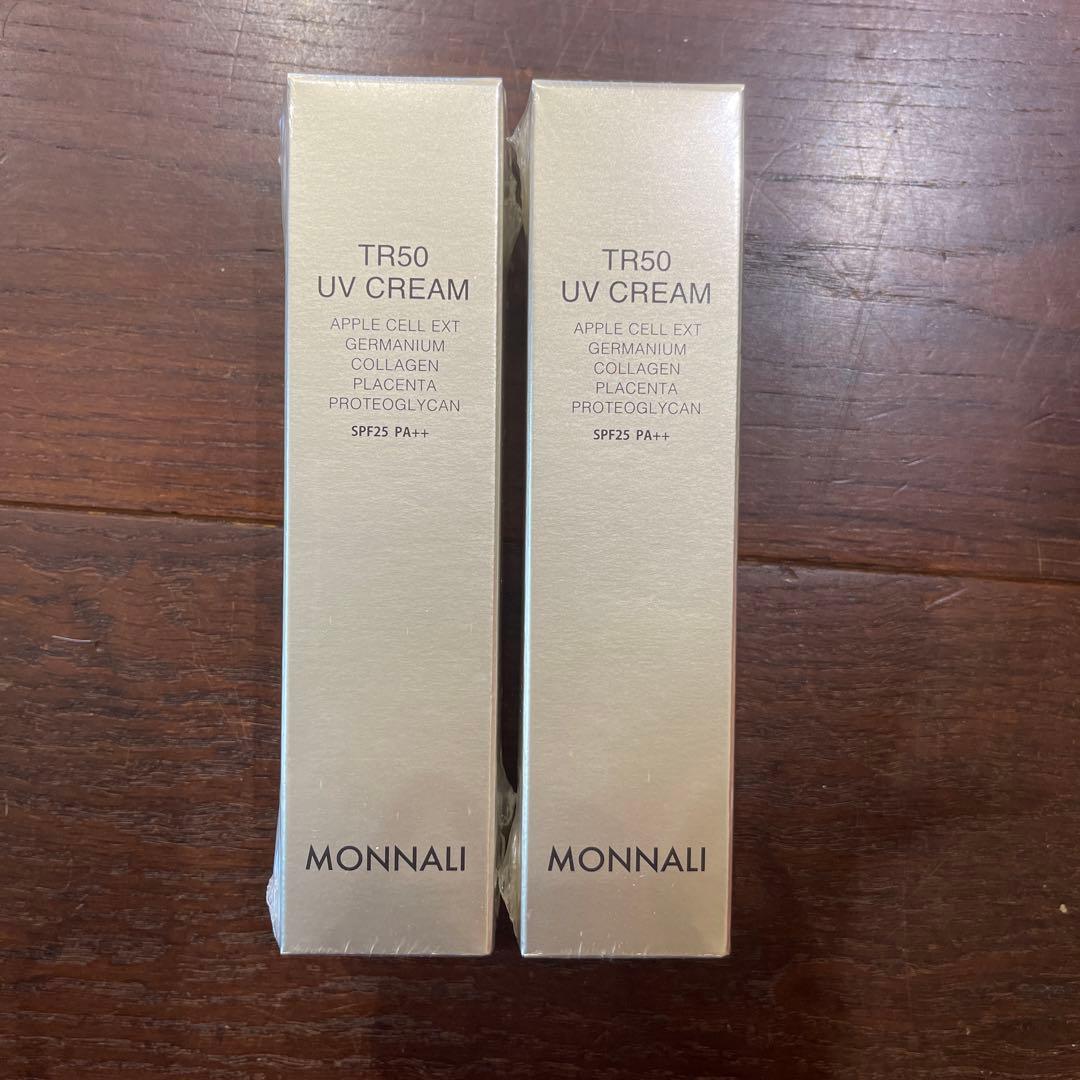 TR50
UV CREAM
APPLE CELL EXT
GERMANIUM
COLLAGEN
PLACENTA
PROTEOGLYCAN
SPF25 PA++
MONNALI
TR50
UV CREAM
APPLE CELL EXT
GERMANIUM
COLLAGEN
PLACENTA
PROTEOGLYCAN
SPF25 PA++
MONNALI